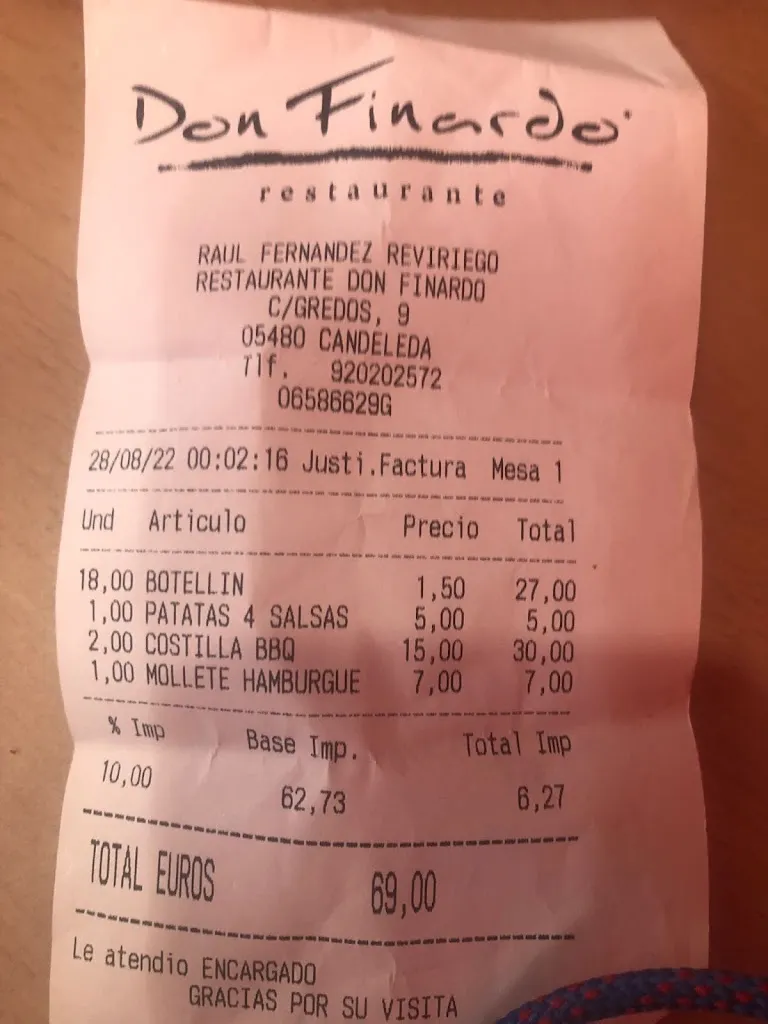 Don Finardo
restaurante
RAUL FERNANDEZ REVIRIEGO
RESTAURANTE DON FINARDO
C/GREDOS, 9
05480 CANDELEDA
Tlf. 920202572
06586629G
28/08/22 00:02:16 Justi.Factura Mesa 1
Und Articulo Precio Total
18,00 BOTELLIN 1,50 27,00
1,00 PATATAS 4 SALSAS 5,00 5,00
2,00 COSTILLA BBQ 15,00 30,00
1,00 MOLLETE HAMBURGUE 7,00 7,00
% Imp Base Imp. Total Imp
10,00 62,73 6,27
TOTAL EUROS 69,00
Le atendio ENCARGADO
GRACIAS POR SU VISITA